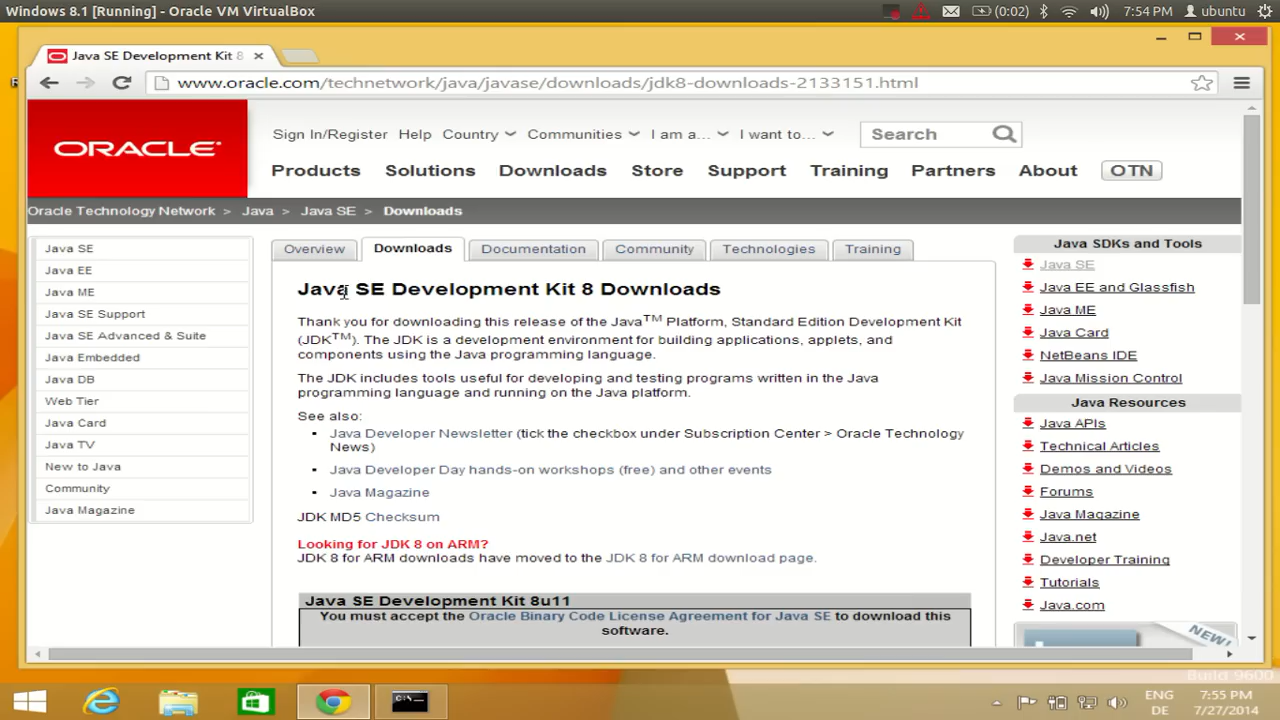 Windows 8.1 [Running] - Oracle VM VirtualBox
(0:02)
7:54 PM
ubuntu
Java SE Development Kit 8
www.oracle.com/technetwork/java/javase/downloads/jdk8-downloads-2133151.html
ORACLE
Sign In/Register Help Country Communities I am a... I want to... Search
Products Solutions Downloads Store Support Training Partners About OTN
Oracle Technology Network > Java > Java SE > Downloads
Java SE
Java EE
Java ME
Java SE Support
Java SE Advanced & Suite
Java Embedded
Java DB
Web Tier
Java Card
Java TV
New to Java
Community
Java Magazine
Overview Downloads Documentation Community Technologies Training
Java SE Development Kit 8 Downloads
Thank you for downloading this release of the Java™ Platform, Standard Edition Development Kit
(JDK™). The JDK is a development environment for building applications, applets, and
components using the Java programming language.
The JDK includes tools useful for developing and testing programs written in the Java
programming language and running on the Java platform.
See also:
Java Developer Newsletter (tick the checkbox under Subscription Center > Oracle Technology
News)
Java Developer Day hands-on workshops (free) and other events
Java Magazine
JDK MD5 Checksum
Looking for JDK 8 on ARM?
JDK 8 for ARM downloads have moved to the JDK 8 for ARM download page.
Java SE Development Kit 8u11
You must accept the Oracle Binary Code License Agreement for Java SE to download this
software.
Java SDKs and Tools
Java SE
Java EE and Glassfish
Java ME
Java Card
NetBeans IDE
Java Mission Control
Java Resources
Java APIs
Technical Articles
Demos and Videos
Forums
Java Magazine
Java.net
Developer Training
Tutorials
Java.com
NEW!
Build 9600
ENG
DE
7:55 PM
7/27/2014